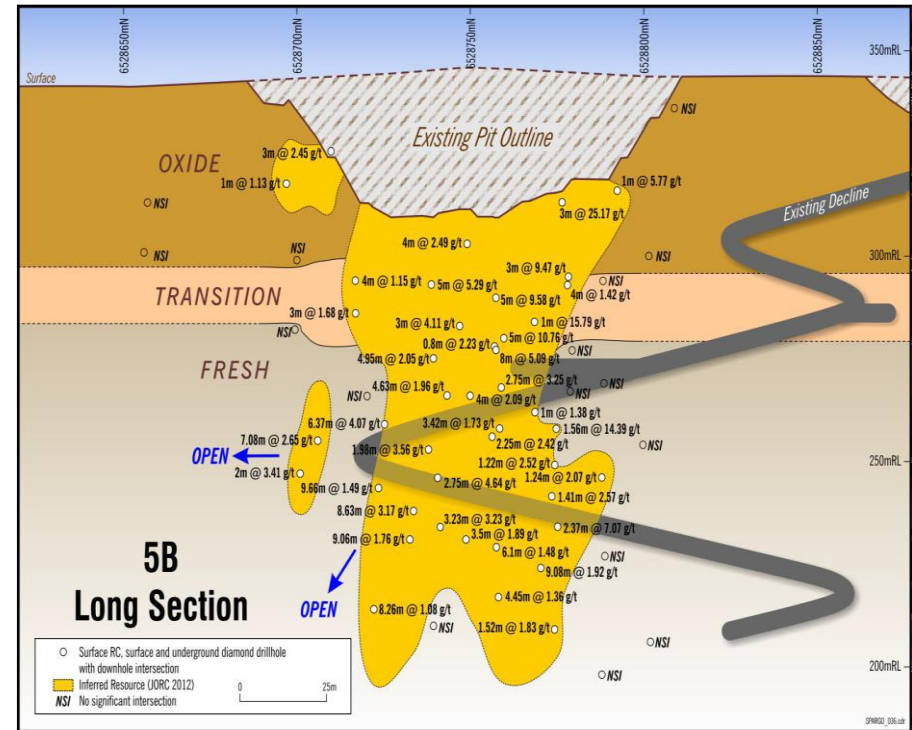 6528650mN
6528700mN
6528750mN
6528800mN
6528850mN
350mRL
Surface
NSI
Existing Pit Outline
OXIDE
3m @ 2.45 g/t
1m @ 1.13 g/t
1m @ 5.77 g/t
NSI
3m @ 25.17 g/t
Existing Decline
4m @ 2.49 g/t
NSI
NSI
NSI
300mRL
3m @ 9.47 g/t
NSI
4m @ 1.15 g/t
5m @ 5.29 g/t
4m @ 1.42 g/t
TRANSITION
5m @ 9.58 g/t
3m @ 1.68 g/t
3m @ 4.11 g/t
1m @ 15.79 g/t
NSI
5m @ 10.76 g/t
0.8m @ 2.23 g/t
NSI
4.95m @ 2.05 g/t
8m @ 5.09 g/t
FRESH
4.63m @ 1.96 g/t
2.75m @ 3.25 g/t
NSI
NSI
NSI
4m @ 2.09 g/t
1m @ 1.38 g/t
6.37m @ 4.07 g/t
3.42m @ 1.73 g/t
1.56m @ 14.39 g/t
7.08m @ 2.65 g/t
2.25m @ 2.42 g/t
NSI
OPEN
1.98m @ 3.56 g/t
250mRL
1.22m @ 2.52 g/t
2m @ 3.41 g/t
1.24m @ 2.07 g/t
9.66m @ 1.49 g/t
2.75m @ 4.64 g/t
1.41m @ 2.57 g/t
8.63m @ 3.17 g/t
3.23m @ 3.23 g/t
2.37m @ 7.07 g/t
9.06m @ 1.76 g/t
3.5m @ 1.89 g/t
6.1m @ 1.48 g/t
NSI
9.08m @ 1.92 g/t
5B
Long Section
OPEN
4.45m @ 1.36 g/t
8.26m @ 1.08 g/t
NSI
1.52m @ 1.83 g/t
NSI
NSI
200mRL
Surface RC, surface and underground diamond drillhole
with downhole intersection
Inferred Resource (JORC 2012)
0 25m
NSI No significant intersection
SPARGO_036.cdr